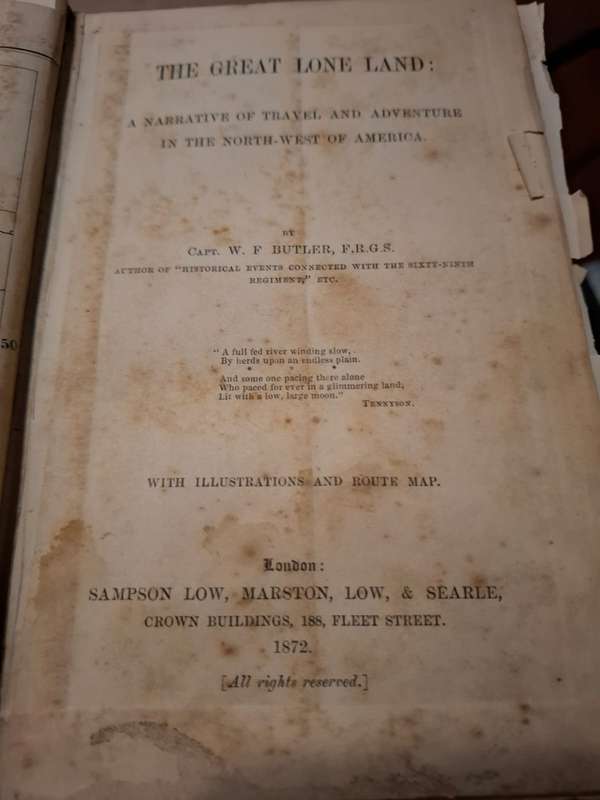 THE GREAT LONE LAND:
A NARRATIVE OF TRAVEL AND ADVENTURE
IN THE NORTH-WEST OF AMERICA.
BY
CAPT. W. F BUTLER, F.R.G.S.
AUTHOR OF "HISTORICAL EVENTS CONNECTED WITH THE SIXTY-NINTH
REGIMENT," ETC.
"A full fed river winding slow,
By herds upon an endless plain.
* * *
And some one pacing there alone
Who paced for ever in a glimmering land,
Lit with a low, large moon."
TENNYSON.
WITH ILLUSTRATIONS AND ROUTE MAP.
London:
SAMPSON LOW, MARSTON, LOW, & SEARLE,
CROWN BUILDINGS, 188, FLEET STREET.
1872.
[All rights reserved.]
50